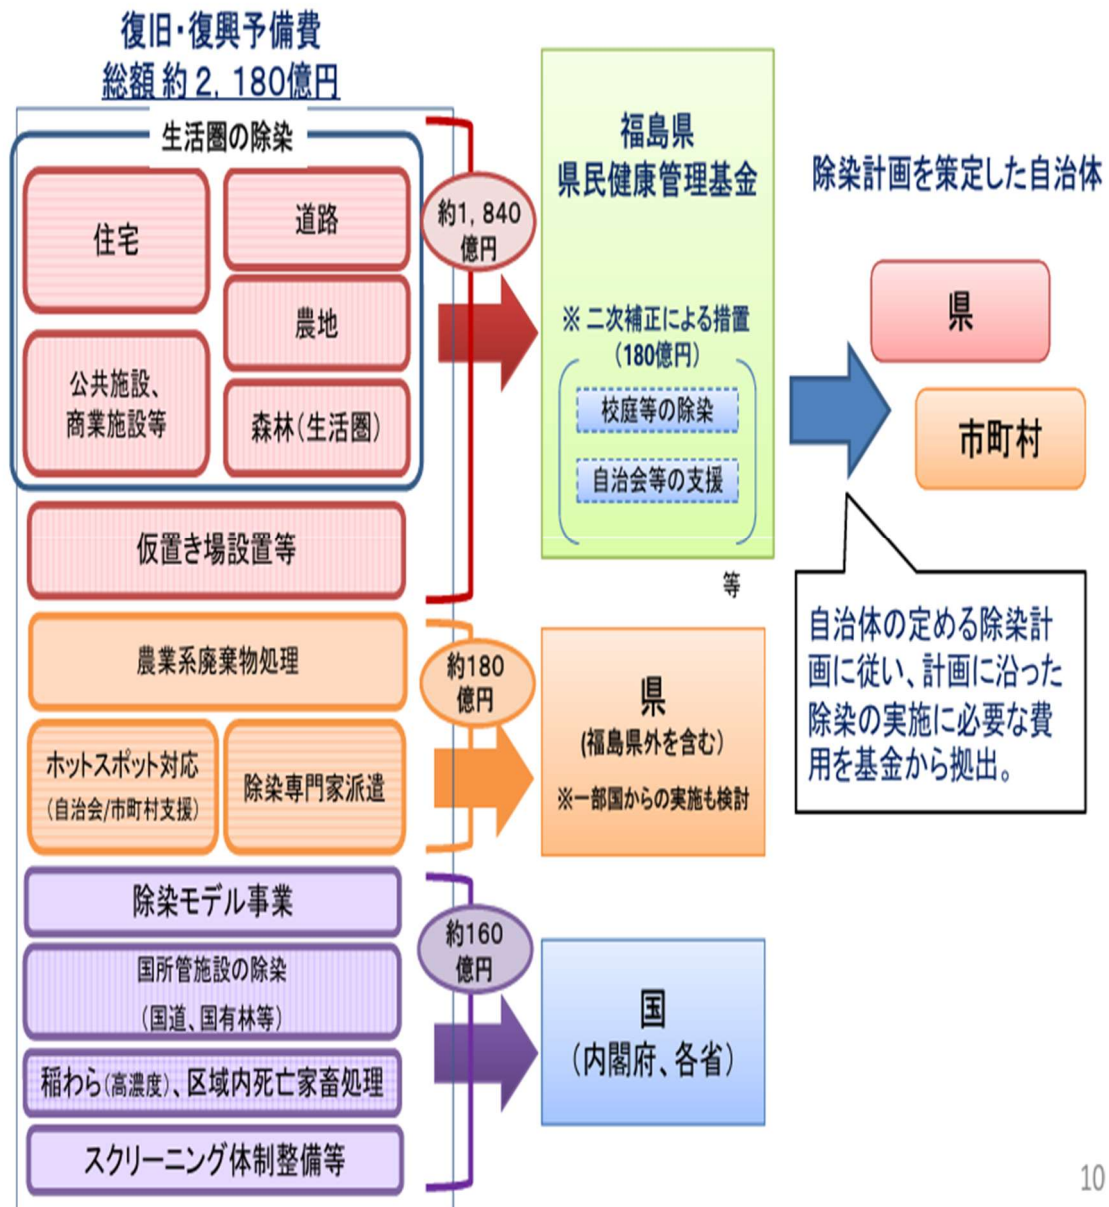 復旧・復興予備費
総額 約2,180億円
生活圏の除染
住宅
道路
農地
公共施設、
商業施設等
森林(生活圏)
仮置き場設置等
約1,840
億円
農業系廃棄物処理
ホットスポット対応
(自治会/市町村支援)
除染専門家派遣
約180
億円
除染モデル事業
国所管施設の除染
(国道、国有林等)
稲わら(高濃度)、区域内死亡家畜処理
スクリーニング体制整備等
約160
億円
福島県
県民健康管理基金
※ 二次補正による措置
(180億円)
校庭等の除染
自治会等の支援
等
県
(福島県外を含む)
※一部国からの実施も検討
国
(内閣府、各省)
除染計画を策定した自治体
県
市町村
自治体の定める除染計
画に従い、計画に沿った
除染の実施に必要な費
用を基金から拠出。
10